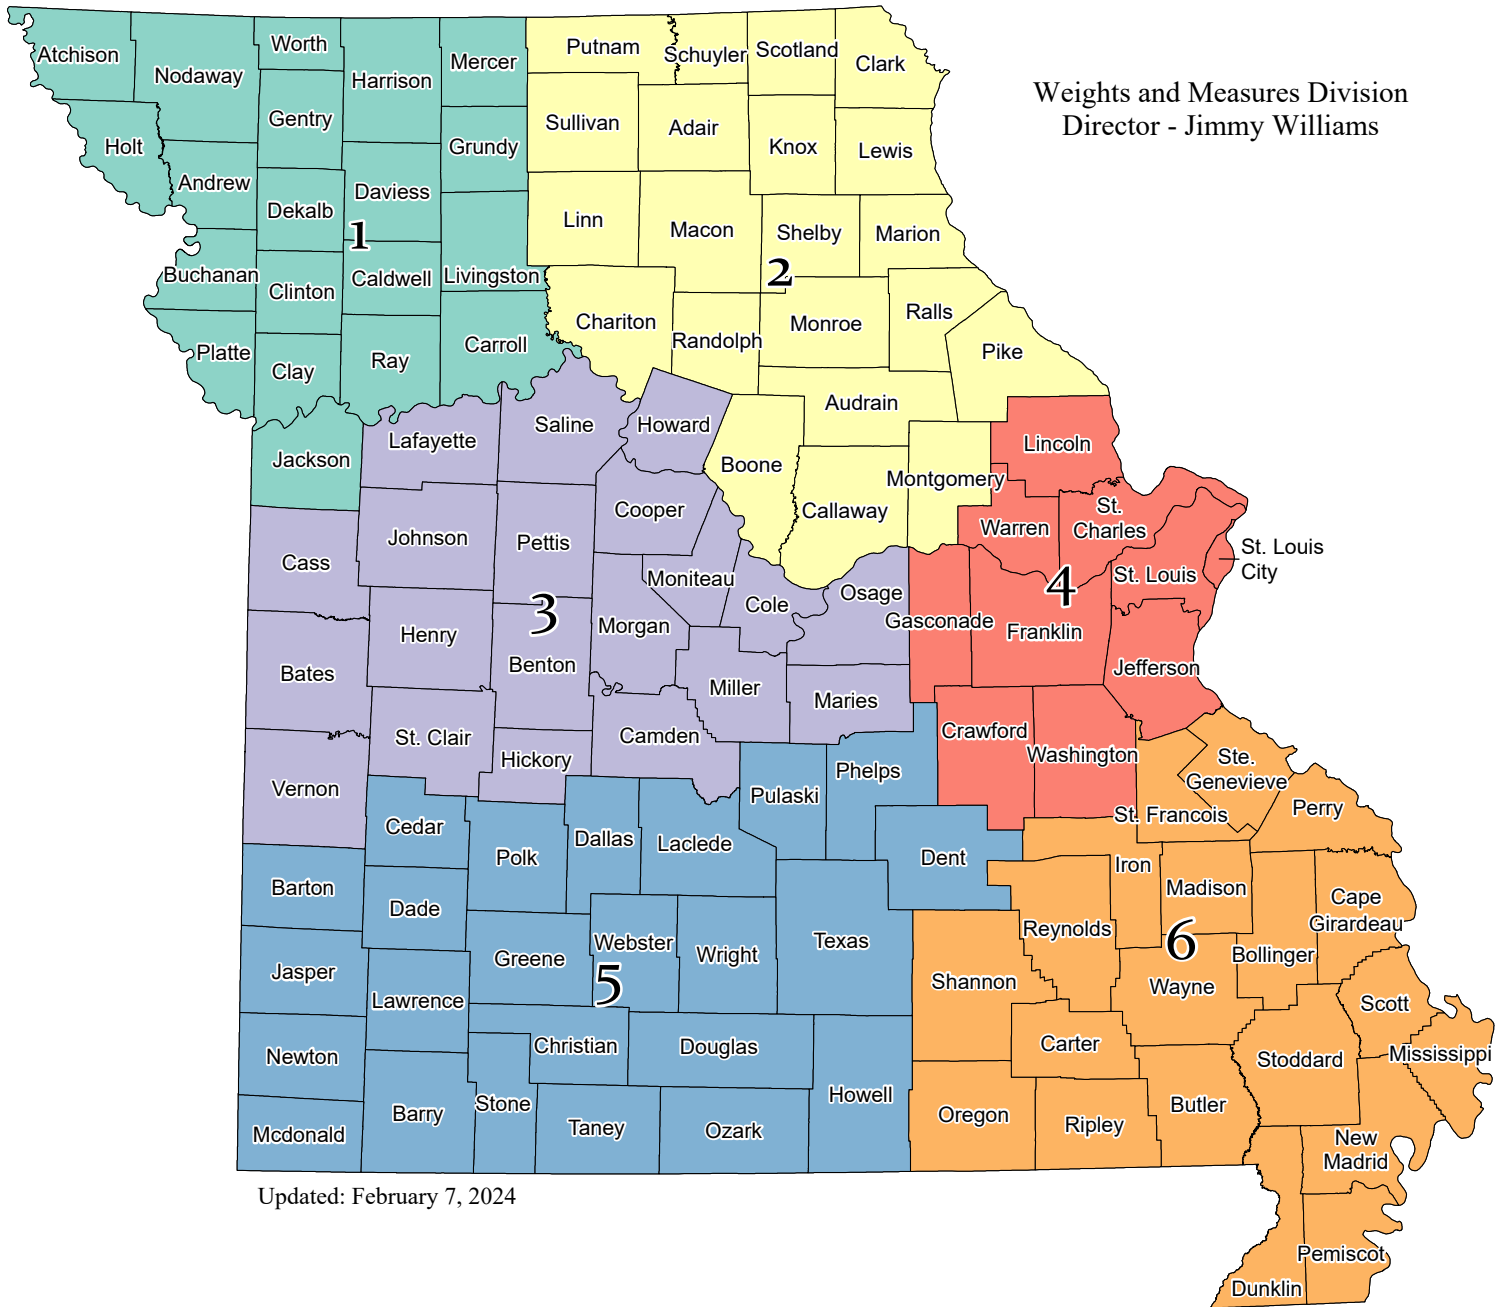 Weights and Measures Division
Director - Jimmy Williams
Atchison
Nodaway
Worth
Harrison
Mercer
Gentry
Holt
Grundy
Andrew
Dekalb
Daviess
1
Buchanan
Clinton
Caldwell
Livingston
Platte
Clay
Ray
Carroll
Jackson
Putnam
Schuyler
Scotland
Clark
Sullivan
Adair
Knox
Lewis
Linn
Macon
Shelby
Marion
2
Chariton
Randolph
Monroe
Ralls
Pike
Audrain
Boone
Callaway
Montgomery
Lafayette
Saline
Howard
Cooper
Johnson
Pettis
Cass
Moniteau
Cole
Osage
3
Morgan
Henry
Benton
Bates
Miller
Maries
St. Clair
Camden
Hickory
Vernon
Lincoln
Warren
St.
Charles
St. Louis
City
St. Louis
4
Gasconade
Franklin
Jefferson
Crawford
Washington
Phelps
Pulaski
Cedar
Dallas
Laclede
Polk
Dent
Barton
Dade
Texas
Webster
Wright
Greene
Jasper
5
Lawrence
Christian
Douglas
Newton
Howell
Stone
Barry
Taney
Ozark
Mcdonald
Ste.
Genevieve
St. Francois
Perry
Iron
Madison
Cape
Girardeau
Reynolds
6
Bollinger
Shannon
Wayne
Scott
Carter
Stoddard
Mississippi
Oregon
Ripley
Butler
New
Madrid
Pemiscot
Dunklin
Updated: February 7, 2024